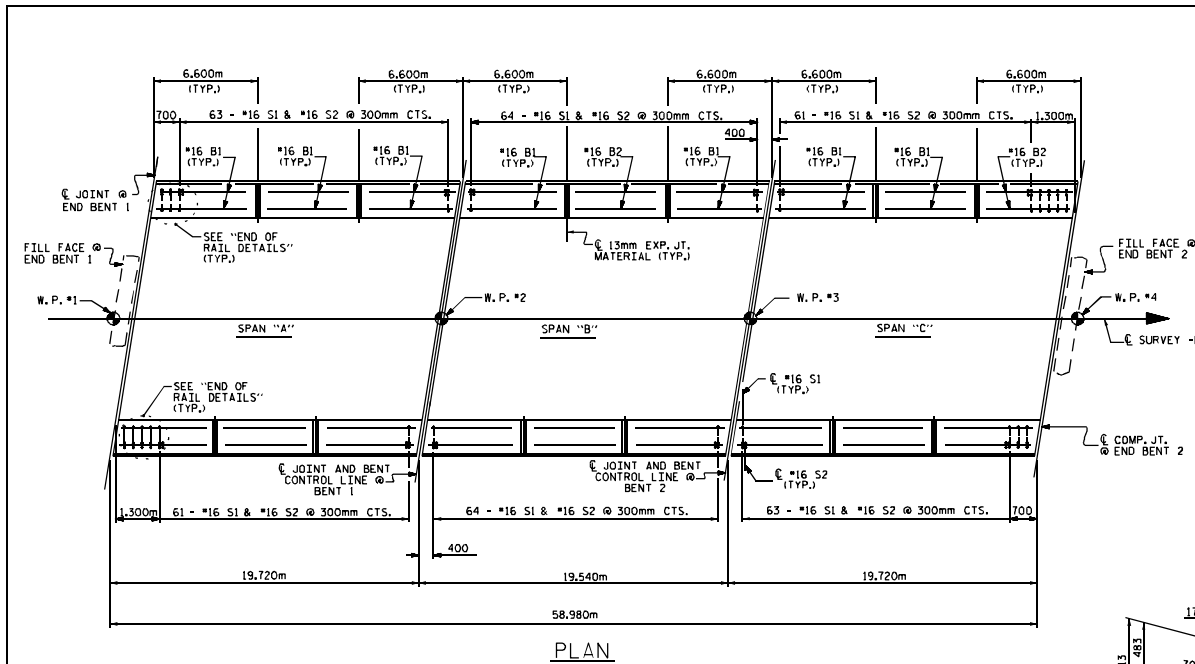 6.600m 6.600m 6.600m 6.600m 6.600m 6.600m
(TYP.) (TYP.) (TYP.) (TYP.) (TYP.) (TYP.)
700 63 - #16 S1 & #16 S2 @ 300mm CTS. 64 - #16 S1 & #16 S2 @ 300mm CTS. 61 - #16 S1 & #16 S2 @ 300mm CTS. 1.300m
400
#16 B1 #16 B1 #16 B1 #16 B1 #16 B2 #16 B1 #16 B1 #16 B1 #16 B2
(TYP.) (TYP.) (TYP.) (TYP.) (TYP.) (TYP.) (TYP.) (TYP.) (TYP.)
℄ JOINT @
END BENT 1
SEE "END OF
RAIL DETAILS"
(TYP.)
℄ 13mm EXP. JT.
MATERIAL (TYP.)
FILL FACE @
END BENT 1
FILL FACE @
END BENT 2
W.P. #1 W.P. #2 W.P. #3 W.P. #4
SPAN "A" SPAN "B" SPAN "C"
℄ SURVEY
SEE "END OF
RAIL DETAILS"
(TYP.)
℄ #16 S1
(TYP.)
℄ JOINT AND BENT
CONTROL LINE @
BENT 1
℄ JOINT AND BENT
CONTROL LINE @
BENT 2
℄ #16 S2
(TYP.)
℄ COMP. JT.
@ END BENT 2
1.300m 61 - #16 S1 & #16 S2 @ 300mm CTS. 64 - #16 S1 & #16 S2 @ 300mm CTS. 63 - #16 S1 & #16 S2 @ 300mm CTS. 700
400
19.720m 19.540m 19.720m
58.980m
PLAN
483